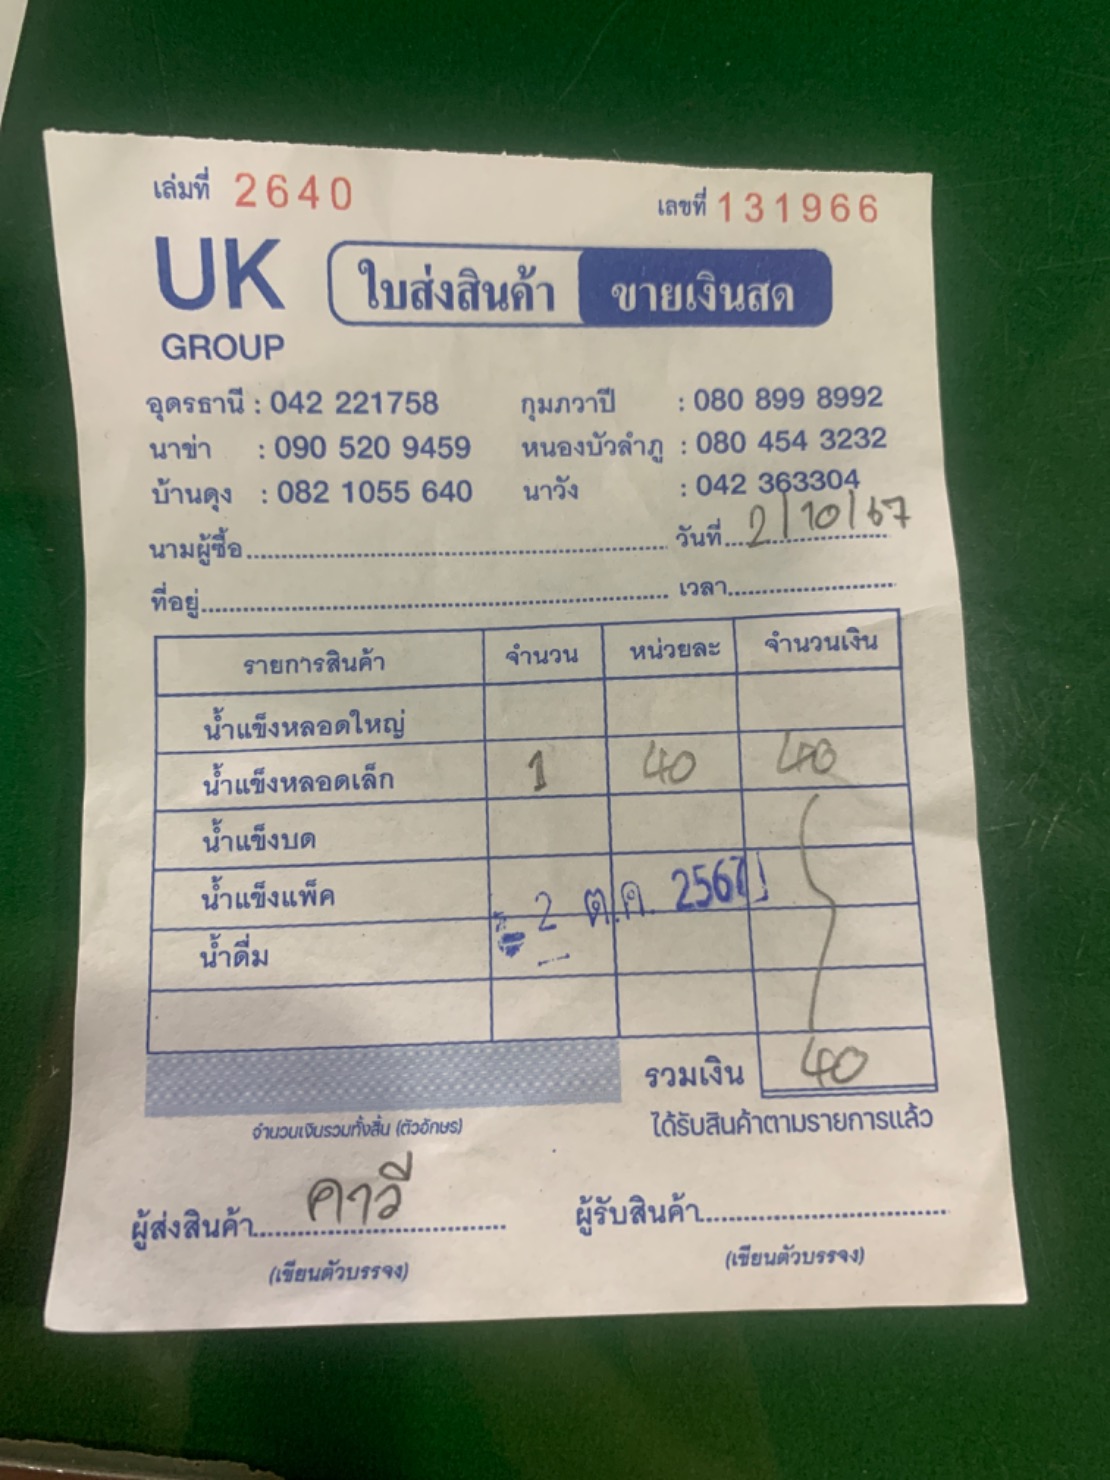 เล่มที่ 2640 เลขที่ 131966
UK GROUP
ใบส่งสินค้า ขายเงินสด
อุดรธานี : 042 221758 กุมภวาปี : 080 899 8992
นาข่า : 090 520 9459 หนองบัวลำภู : 080 454 3232
บ้านดุง : 082 1055 640 นาวัง : 042 363304
นามผู้ซื้อ วันที่ 2/10/67
ที่อยู่ เวลา
รายการสินค้า จำนวน หน่วยละ จำนวนเงิน
น้ำแข็งหลอดใหญ่
น้ำแข็งหลอดเล็ก 1 40 40
น้ำแข็งบด
น้ำแข็งแพ็ค
2 ต.ค. 2567
น้ำดื่ม
รวมเงิน 40
จำนวนเงินรวมทั้งสิ้น (ตัวอักษร) ได้รับสินค้าตามรายการแล้ว
ผู้ส่งสินค้า คาวี ผู้รับสินค้า
(เขียนตัวบรรจง) (เขียนตัวบรรจง)